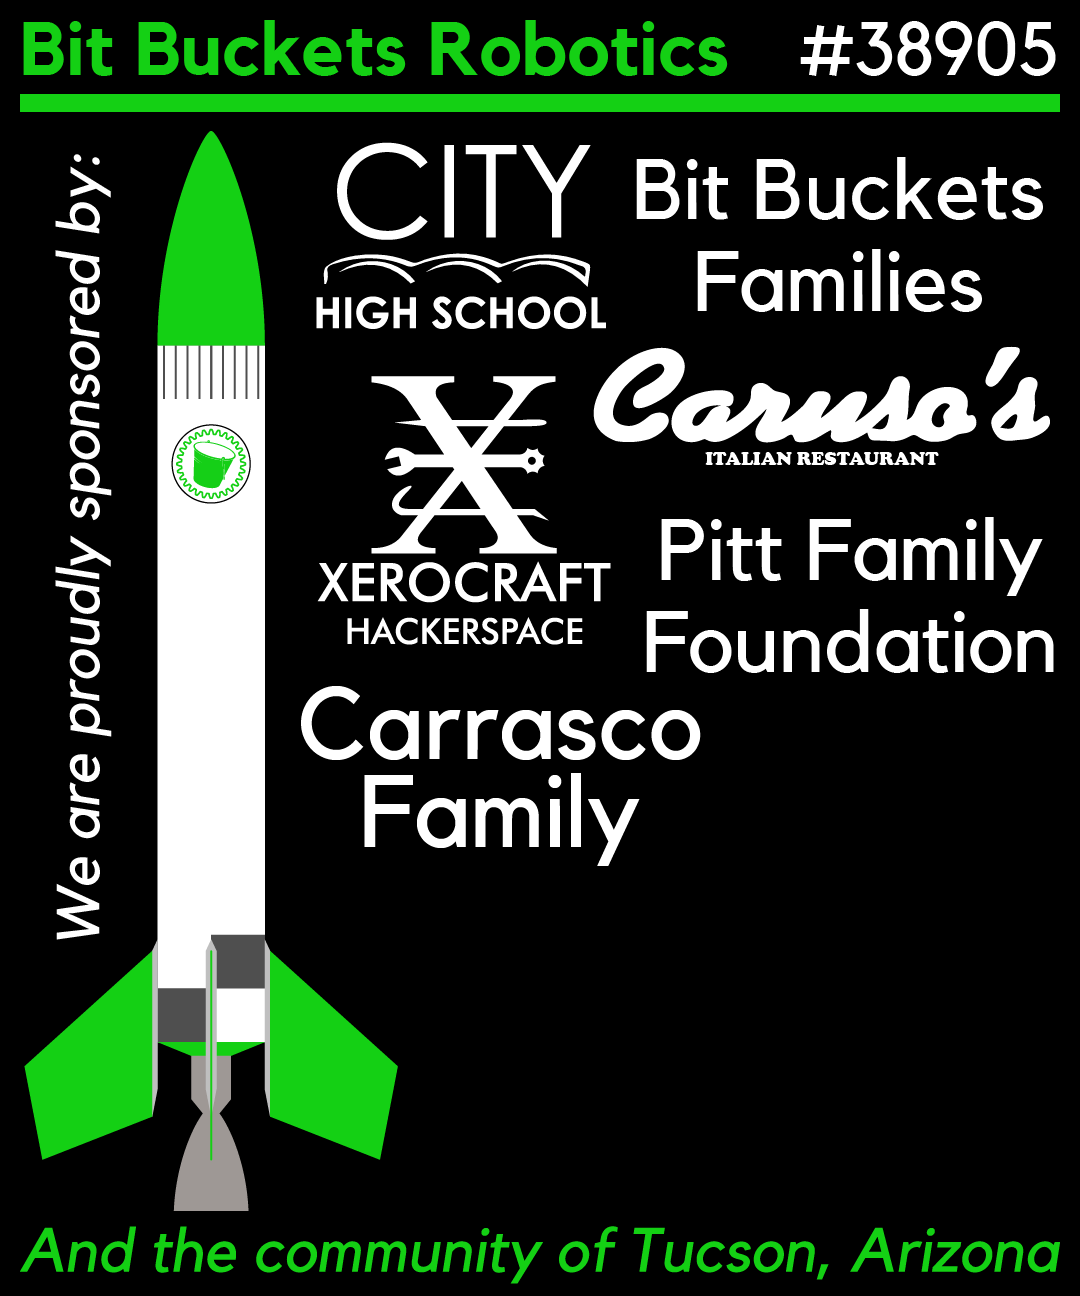 Bit Buckets Robotics #38905
We are proudly sponsored by:
CITY
HIGH SCHOOL
Bit Buckets
Families
Caruso's
ITALIAN RESTAURANT
X
XEROCRAFT
HACKERSPACE
Pitt Family
Foundation
Carrasco
Family
And the community of Tucson, Arizona